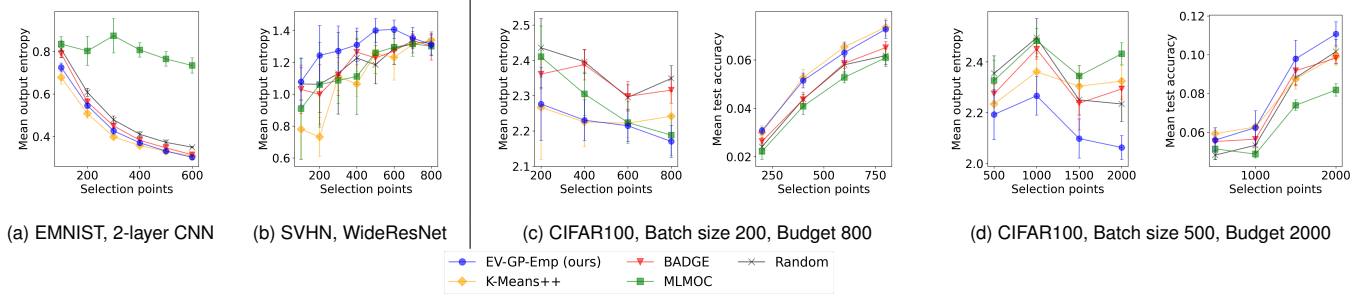 Mean output entropy
0.8
0.6
0.4
200
400
600
Selection points
(a) EMNIST, 2-layer CNN
Mean output entropy
1.6
1.4
1.2
1.0
0.8
0.6
200
400
600
800
Selection points
(b) SVHN, WideResNet
Mean output entropy
2.5
2.4
2.3
2.2
2.1
200
400
600
800
Selection points
Mean test accuracy
0.06
0.04
0.02
250
500
750
Selection points
(c) CIFAR100, Batch size 200, Budget 800
Mean output entropy
2.4
2.2
2.0
500
1000
1500
2000
Selection points
Mean test accuracy
0.12
0.10
0.08
0.06
1000
2000
Selection points
(d) CIFAR100, Batch size 500, Budget 2000
EV-GP-Emp (ours)
K-Means++
BADGE
MLMOC
Random